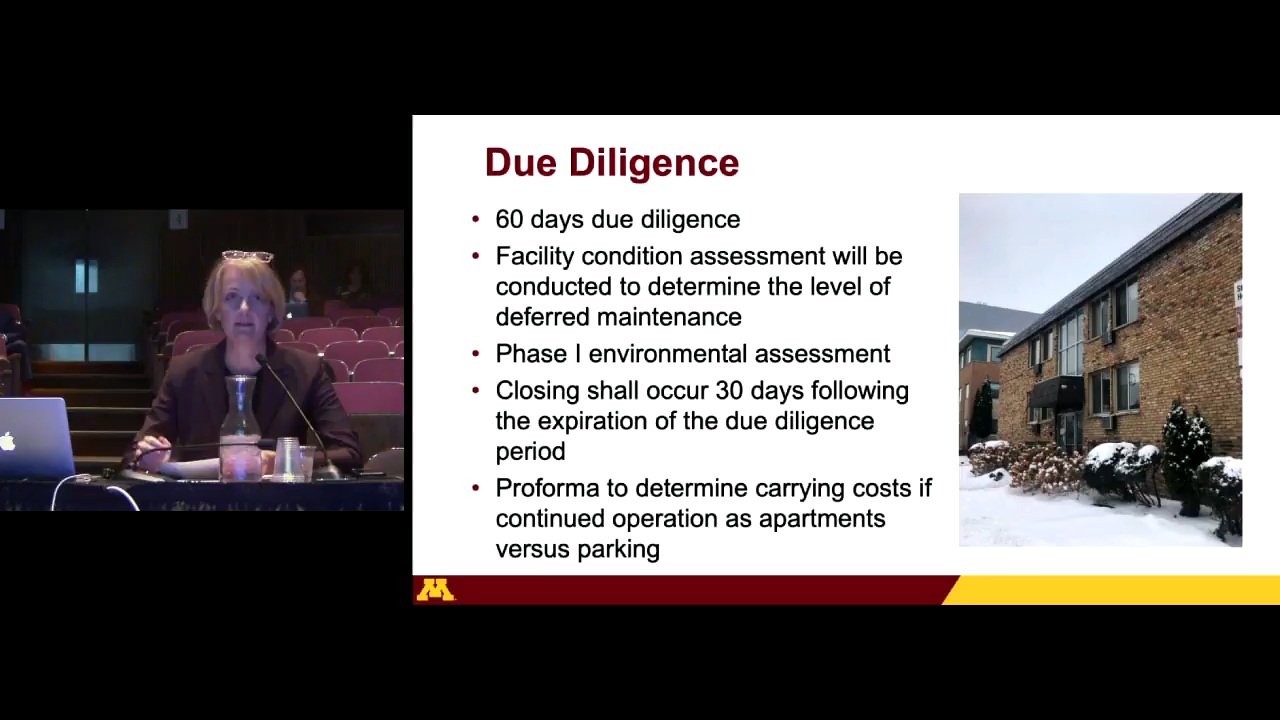 Due Diligence
• 60 days due diligence
• Facility condition assessment will be
conducted to determine the level of
deferred maintenance
• Phase I environmental assessment
• Closing shall occur 30 days following
the expiration of the due diligence
period
• Proforma to determine carrying costs if
continued operation as apartments
versus parking
M